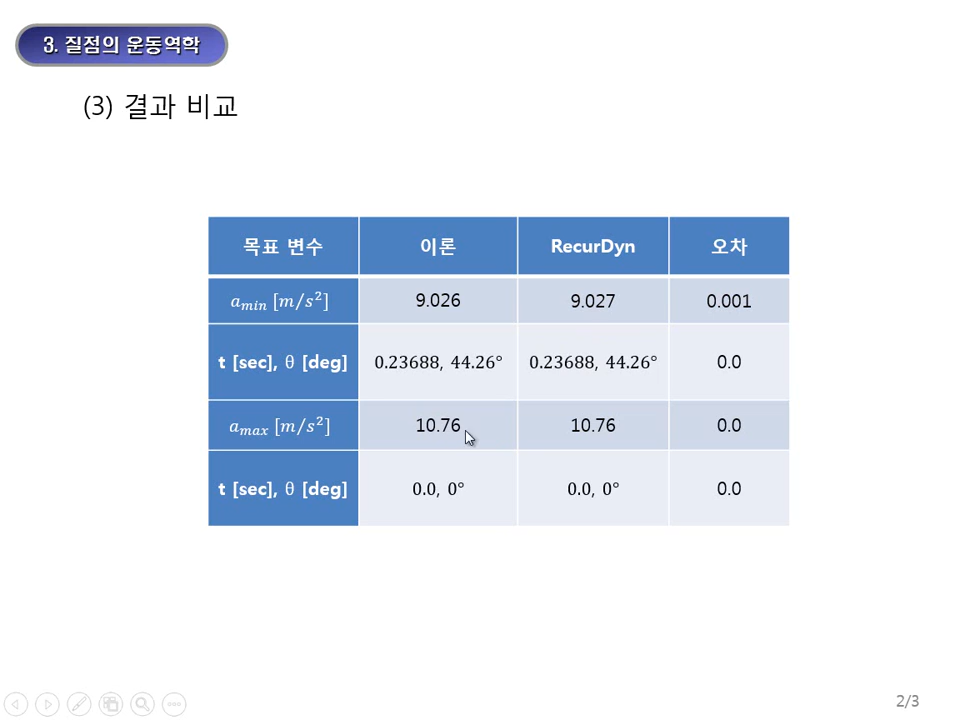 3. 질점의 운동역학
(3) 결과 비교
목표 변수 이론 RecurDyn 오차
a_min [m/s²] 9.026 9.027 0.001
t [sec], θ [deg] 0.23688, 44.26° 0.23688, 44.26° 0.0
a_max [m/s²] 10.76 10.76 0.0
t [sec], θ [deg] 0.0, 0° 0.0, 0° 0.0
2/3